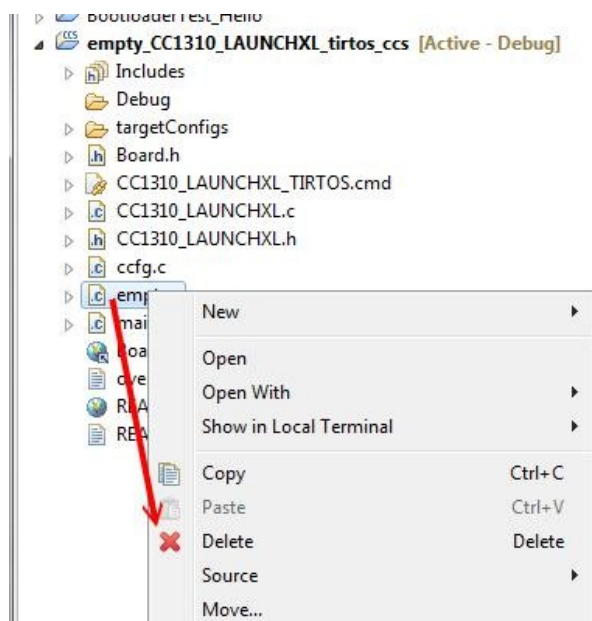 BootloaderTest_Hello
empty_CC1310_LAUNCHXL_tirtos_ccs [Active - Debug]
Includes
Debug
targetConfigs
Board.h
CC1310_LAUNCHXL_TIRTOS.cmd
CC1310_LAUNCHXL.c
CC1310_LAUNCHXL.h
ccfg.c
New
Open
Open With
Show in Local Terminal
Copy Ctrl+C
Paste Ctrl+V
Delete Delete
Source
Move...